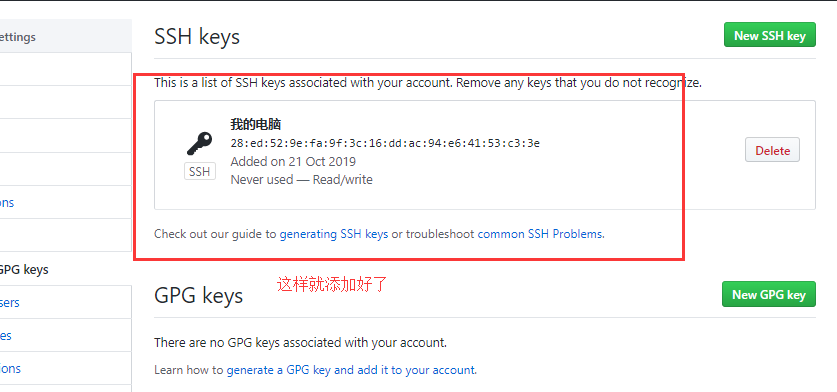 ettings
SSH keys
New SSH key
This is a list of SSH keys associated with your account. Remove any keys that you do not recognize.
我的电脑
28:ed:52:9e:fa:9f:3c:16:dd:ac:94:e6:41:53:c3:3e
SSH
Added on 21 Oct 2019
Never used — Read/write
Delete
ons
Check out our guide to generating SSH keys or troubleshoot common SSH Problems.
GPG keys
这样就添加好了
GPG keys
New GPG key
sers
es
There are no GPG keys associated with your account.
ions
Learn how to generate a GPG key and add it to your account.